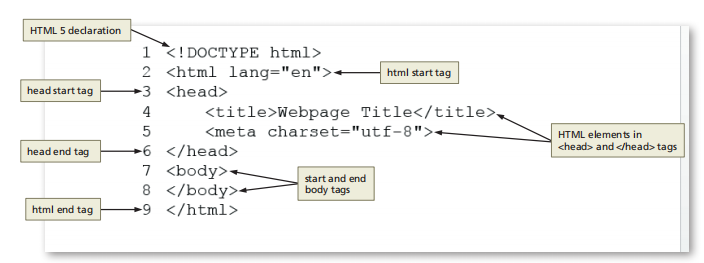 HTML 5 declaration
1 <!DOCTYPE html>
2 <html lang="en">
html start tag
head start tag
3 <head>
4     <title>Webpage Title</title>
5     <meta charset="utf-8">
HTML elements in
<head> and </head> tags
head end tag
6 </head>
7 <body>
8 </body>
start and end
body tags
html end tag
9 </html>